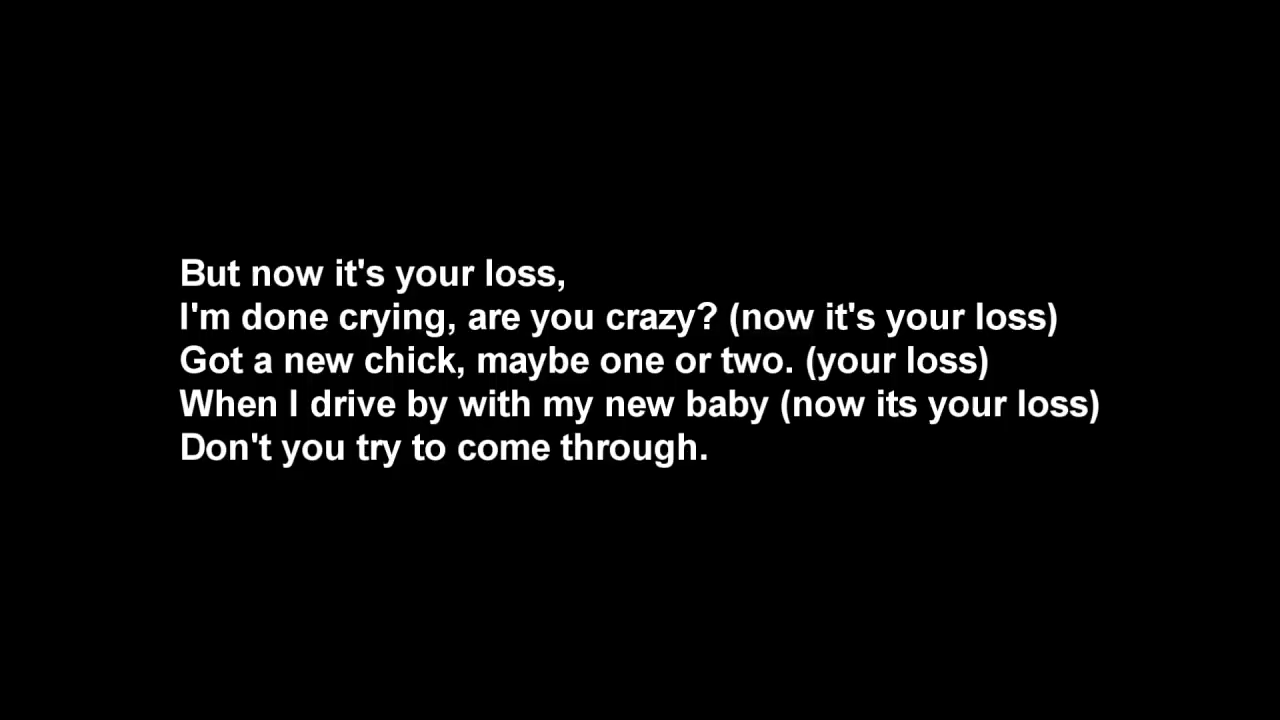 But now it's your loss,
I'm done crying, are you crazy? (now it's your loss)
Got a new chick, maybe one or two. (your loss)
When I drive by with my new baby (now its your loss)
Don't you try to come through.